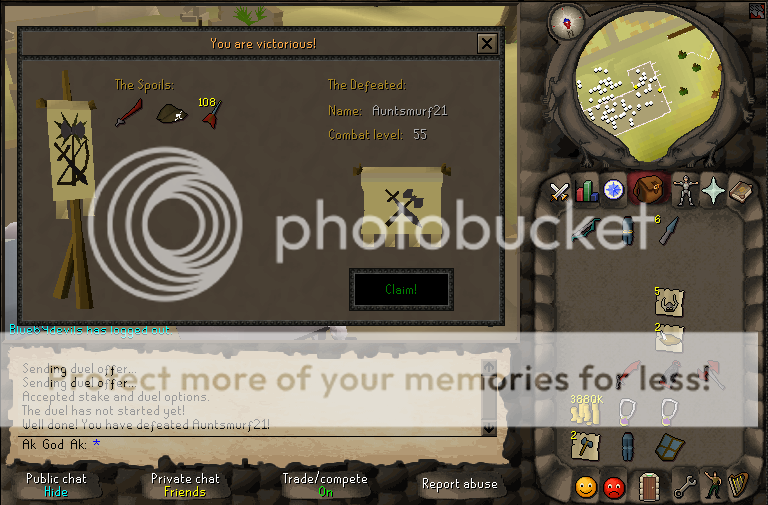 You are victorious!
The Spoils:
108
The Defeated:
Name: Auntsmurf21
Combat level: 55
Claim!
photobucket
Protect more of your memories for less!
Blueb4devils has logged out.
Sending duel offer...
Sending duel offer...
Accepted stake and duel options.
The duel has not started yet!
Well done! You have defeated Auntsmurf21!
Ak God Ak: *
Public chat
Hide
Private chat
Friends
Trade/compete
On
Report abuse
6
5
2
3880K
2